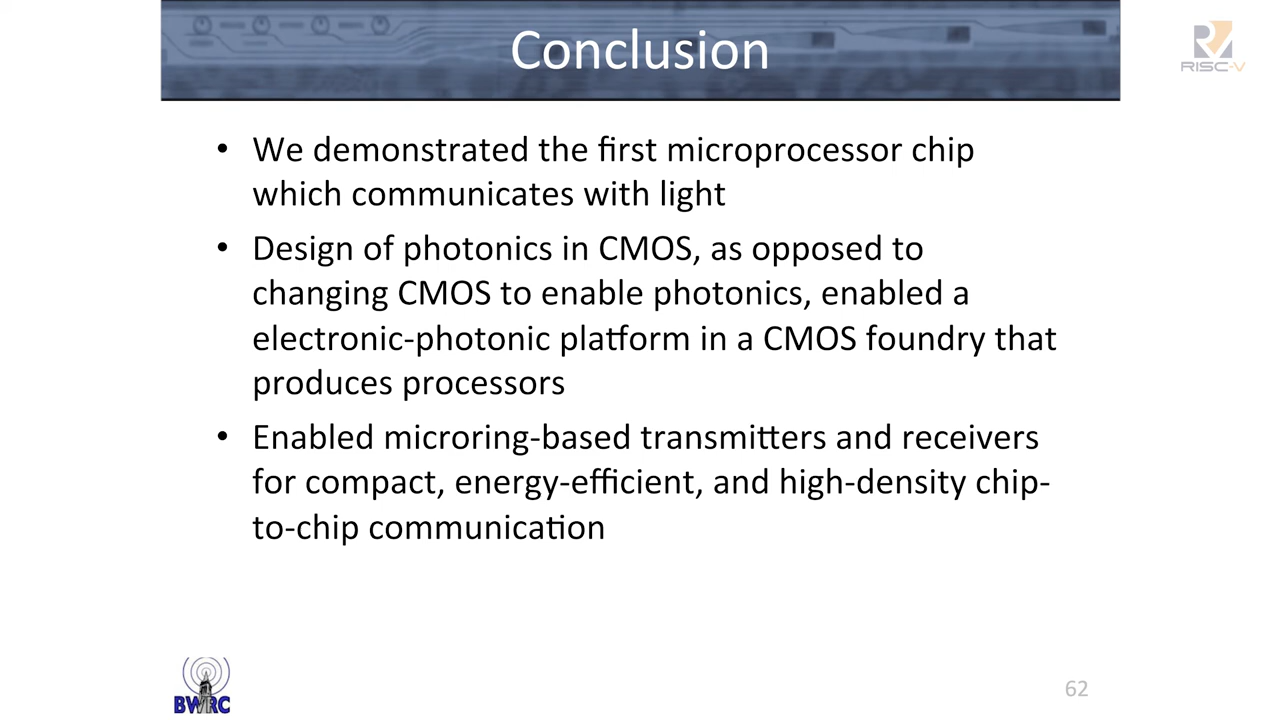 Conclusion
RISC-V
• We demonstrated the first microprocessor chip
which communicates with light
• Design of photonics in CMOS, as opposed to
changing CMOS to enable photonics, enabled a
electronic-photonic platform in a CMOS foundry that
produces processors
• Enabled microring-based transmitters and receivers
for compact, energy-efficient, and high-density chip-
to-chip communication
BWRC
62